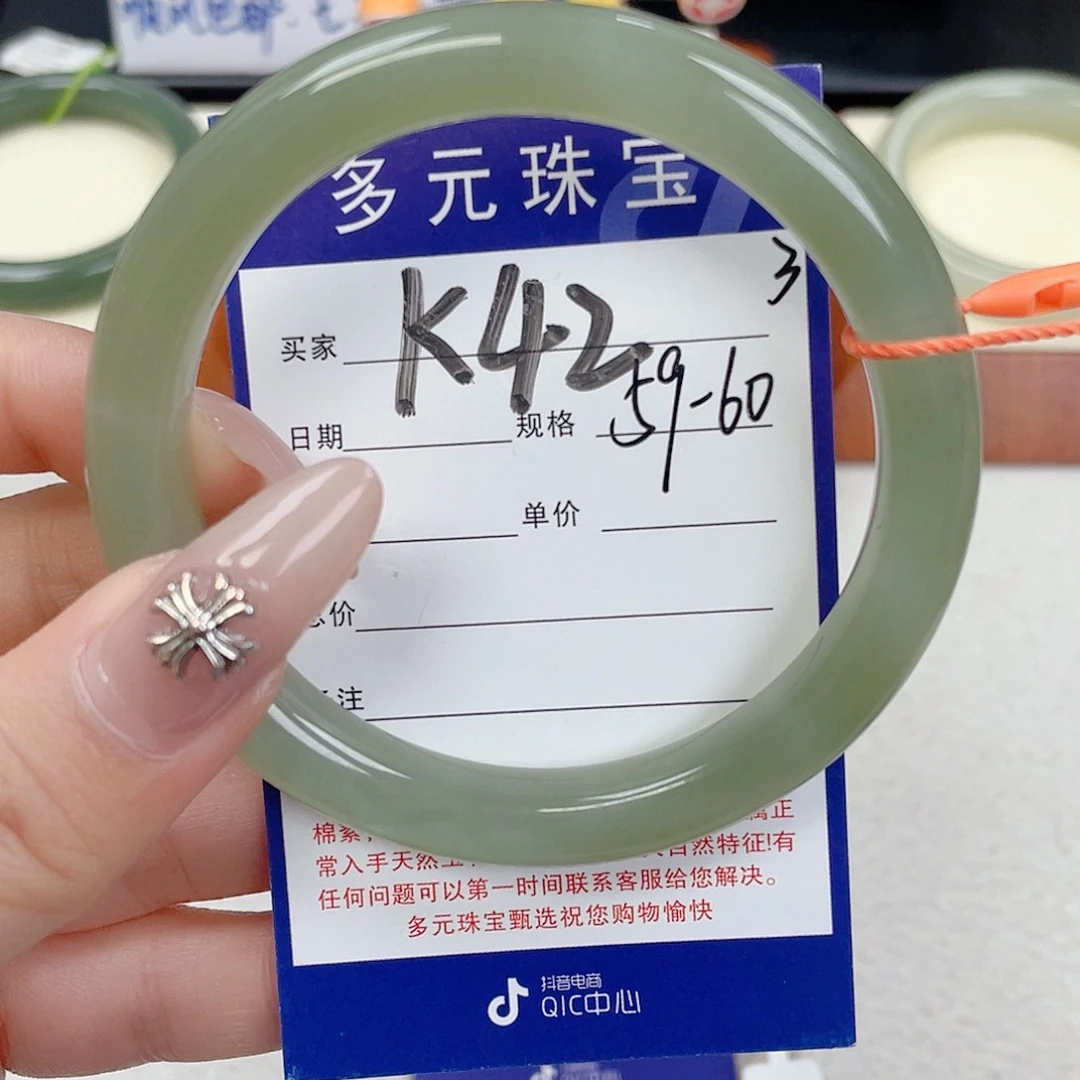 多元珠宝
3
买家 K42
日期 规格 59-60
单价
价
注
棉絮，
正
常入手天然
自然特征!有
任何问题可以第一时间联系客服给您解决。
多元珠宝甄选祝您购物愉快
抖音电商
QIC中心